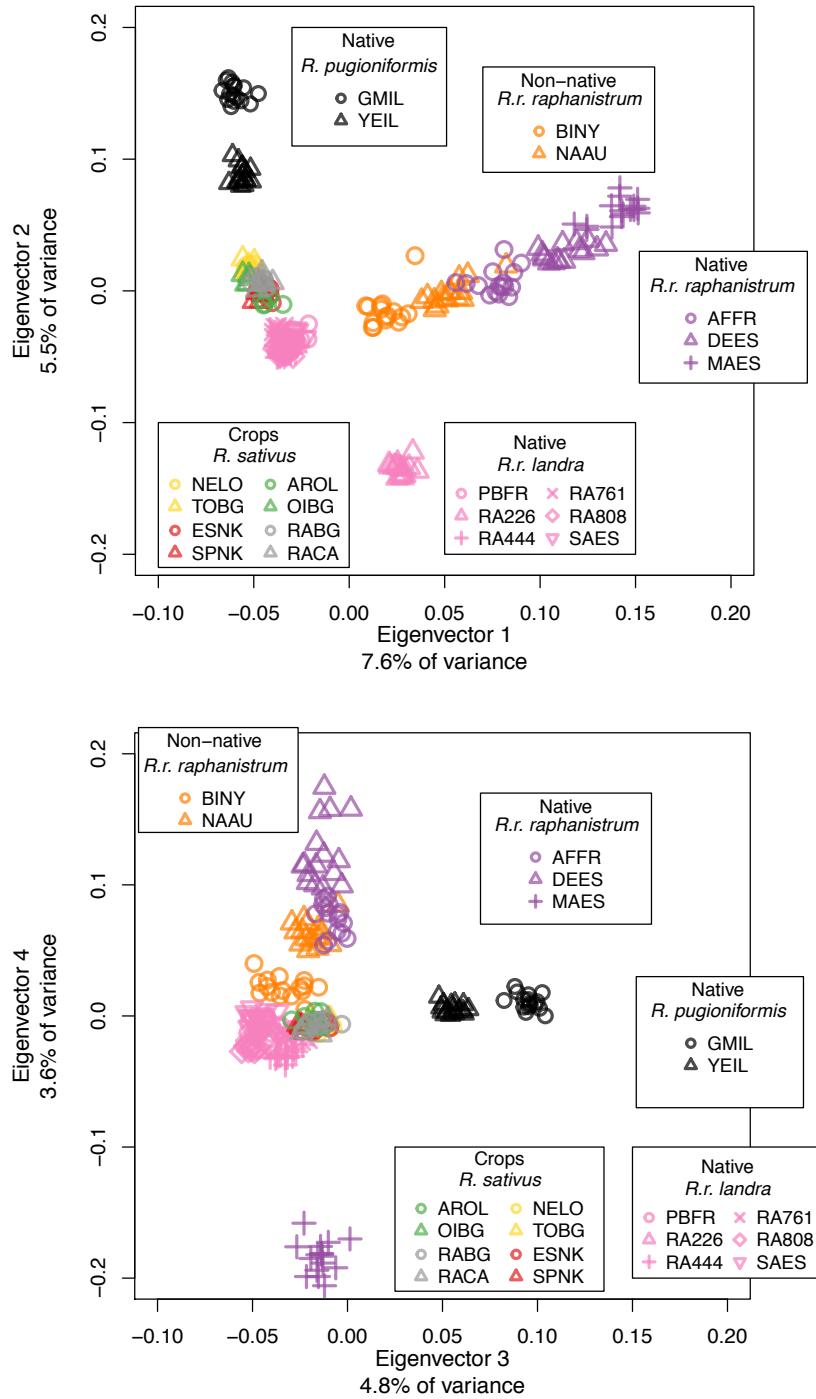 Native
R. pugioniformis
GMIL
YEIL
Non−native
R.r. raphanistrum
BINY
NAAU
Native
R.r. raphanistrum
AFFR
DEES
MAES
Crops
R. sativus
NELO AROL
TOBG OIBG
ESNK RABG
SPNK RACA
Native
R.r. landra
PBFR RA761
RA226 RA808
RA444 SAES
0.2
0.1
0.0
−0.1
−0.2
Eigenvector 2
5.5% of variance
−0.10 −0.05 0.00 0.05 0.10 0.15 0.20
Eigenvector 1
7.6% of variance
Non−native
R.r. raphanistrum
BINY
NAAU
Native
R.r. raphanistrum
AFFR
DEES
MAES
Native
R. pugioniformis
GMIL
YEIL
Crops
R. sativus
AROL NELO
OIBG TOBG
RABG ESNK
RACA SPNK
Native
R.r. landra
PBFR RA761
RA226 RA808
RA444 SAES
0.2
0.1
0.0
−0.1
−0.2
Eigenvector 4
3.6% of variance
−0.10 −0.05 0.00 0.05 0.10 0.15 0.20
Eigenvector 3
4.8% of variance